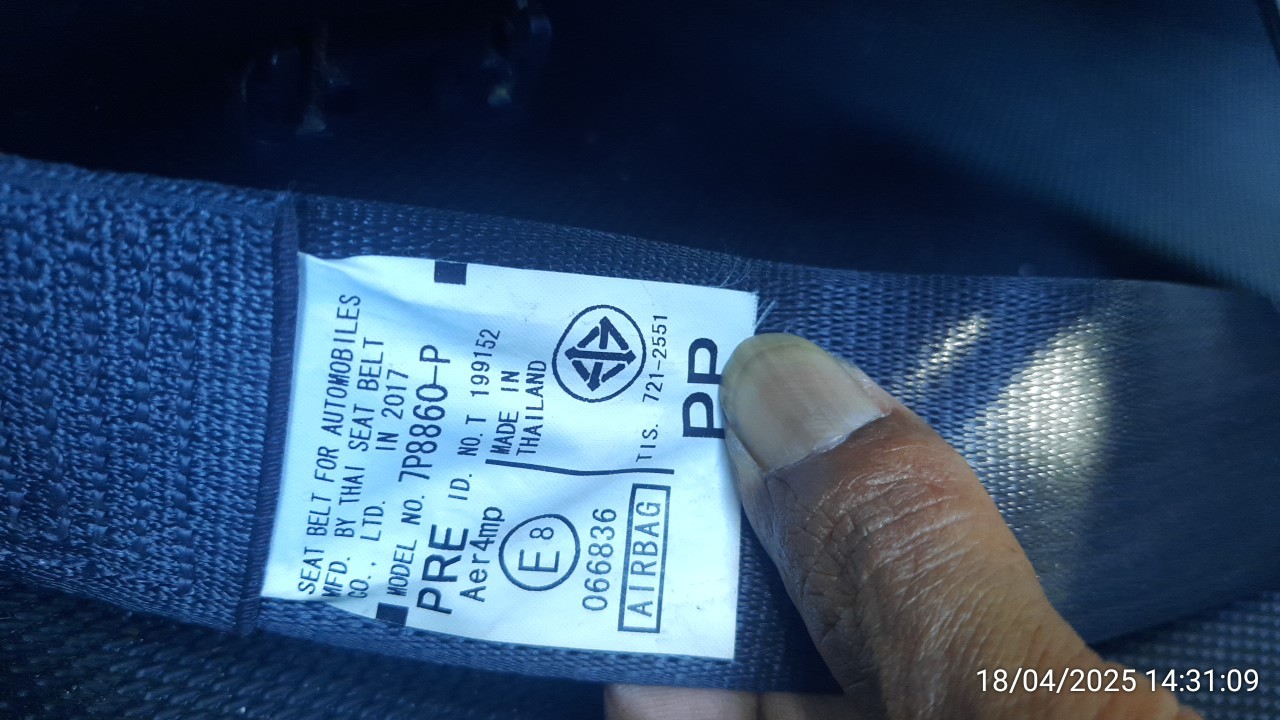 SEAT BELT FOR AUTOMOBILES
MFD. BY THAI SEAT BELT
CO., LTD. IN 2017
MODEL NO. 7P8860-P
PRE ID. NO. T 199152
Aer4mp
MADE IN
THAILAND
E8
066836
TIS. 721-2551
AIRBAG
PP
18/04/2025 14:31:09